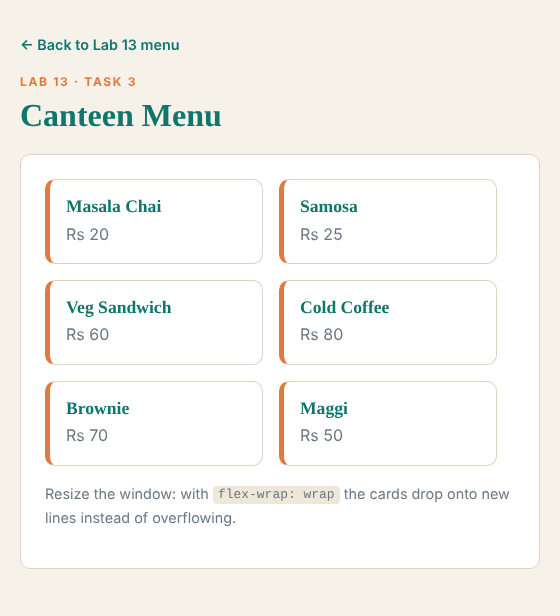 ← Back to Lab 13 menu
LAB 13 · TASK 3
Canteen Menu
Masala Chai
Rs 20
Samosa
Rs 25
Veg Sandwich
Rs 60
Cold Coffee
Rs 80
Brownie
Rs 70
Maggi
Rs 50
Resize the window: with flex-wrap: wrap the cards drop onto new
lines instead of overflowing.